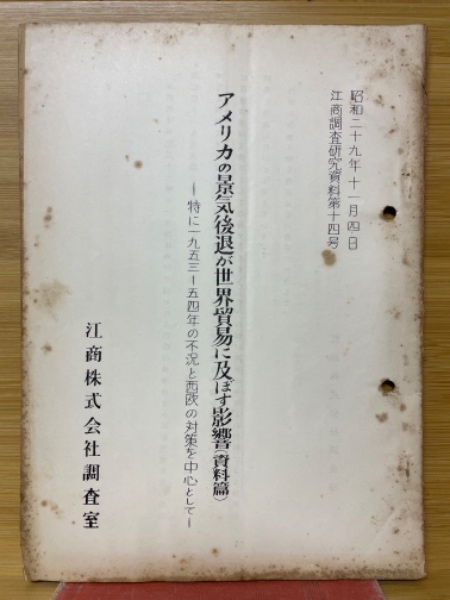 昭和二十九年十一月四日
江商調査研究資料第十四号
アメリカの景気後退が世界貿易に及ぼす影響(資料篇)
―特に一九五三―五四年の不況と西欧の対策を中心として―
江商株式会社調査室